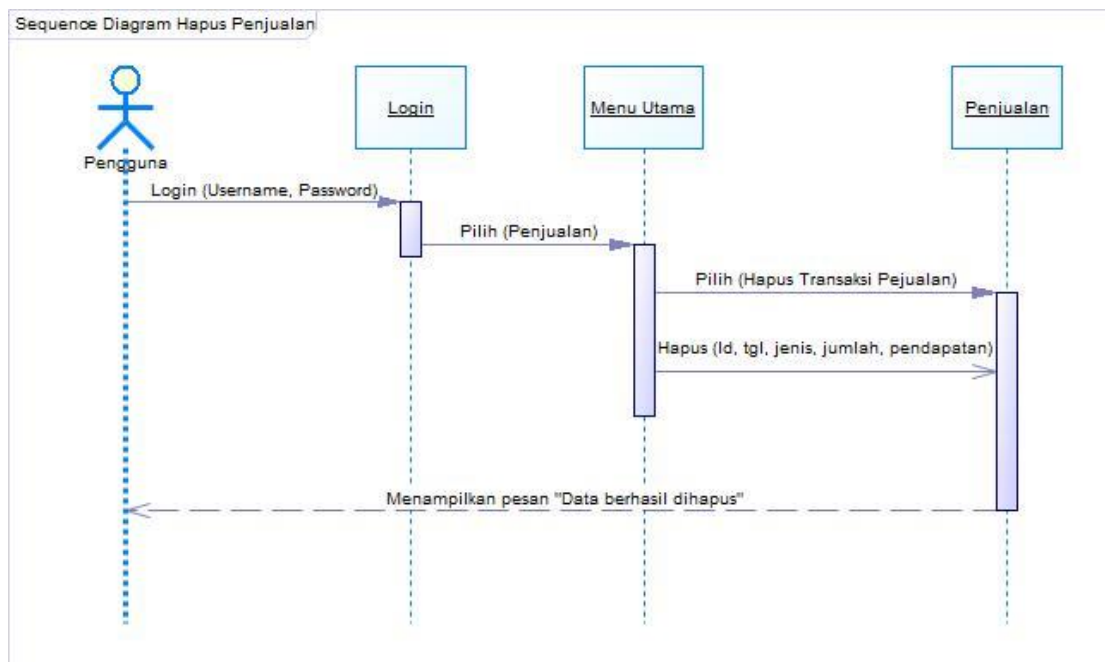 Sequence Diagram Hapus Penjualan
Login
Menu Utama
Penjualan
Pengguna
Login (Username, Password)
Pilih (Penjualan)
Pilih (Hapus Transaksi Pejualan)
Hapus (Id, tgl, jenis, jumlah, pendapatan)
Menampilkan pesan "Data berhasil dihapus"